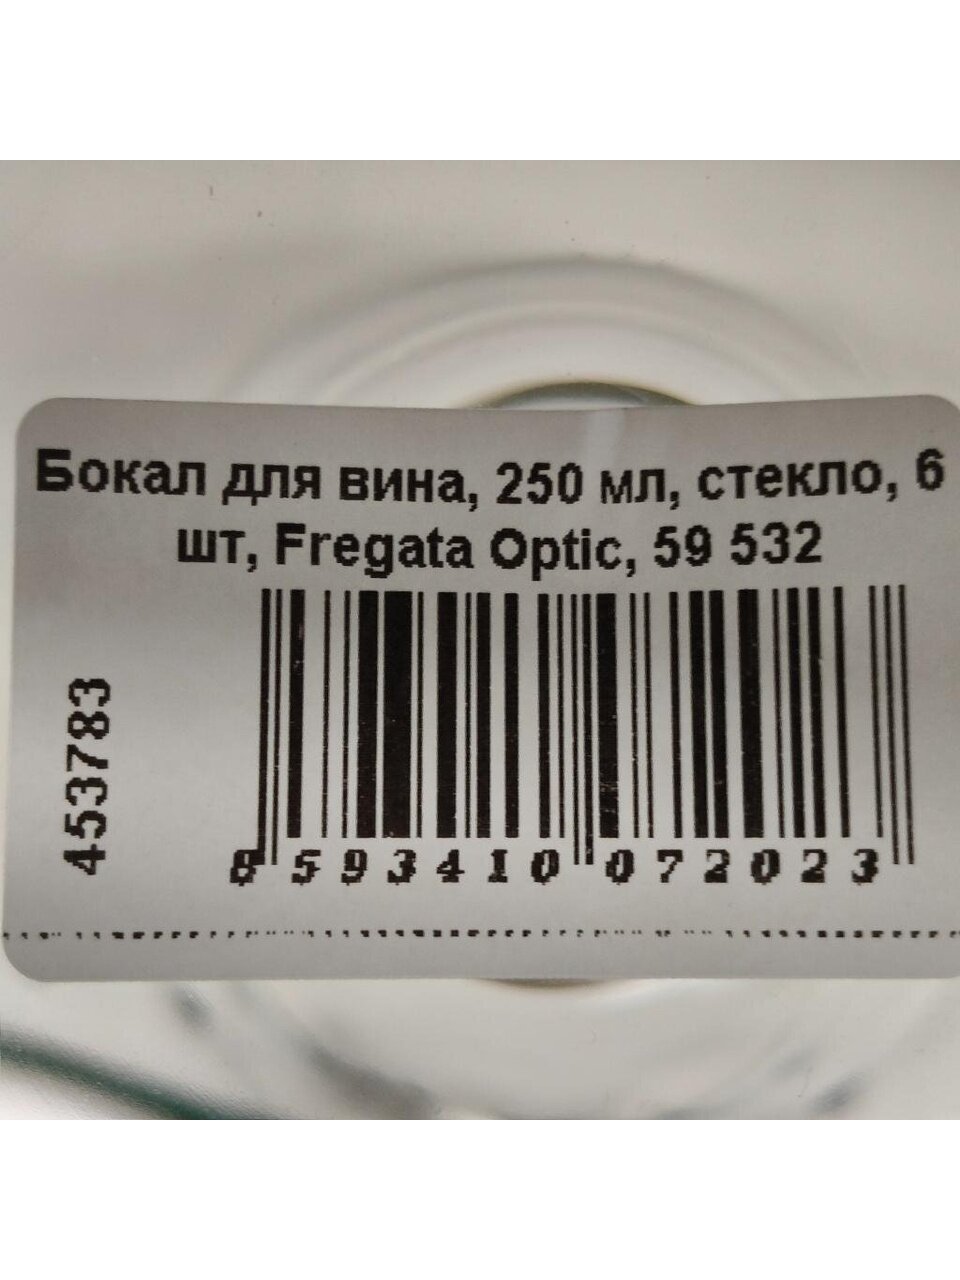 Бокал для вина, 250 мл, стекло, 6
шт, Fregata Optic, 59 532
453783
8 593410 072023